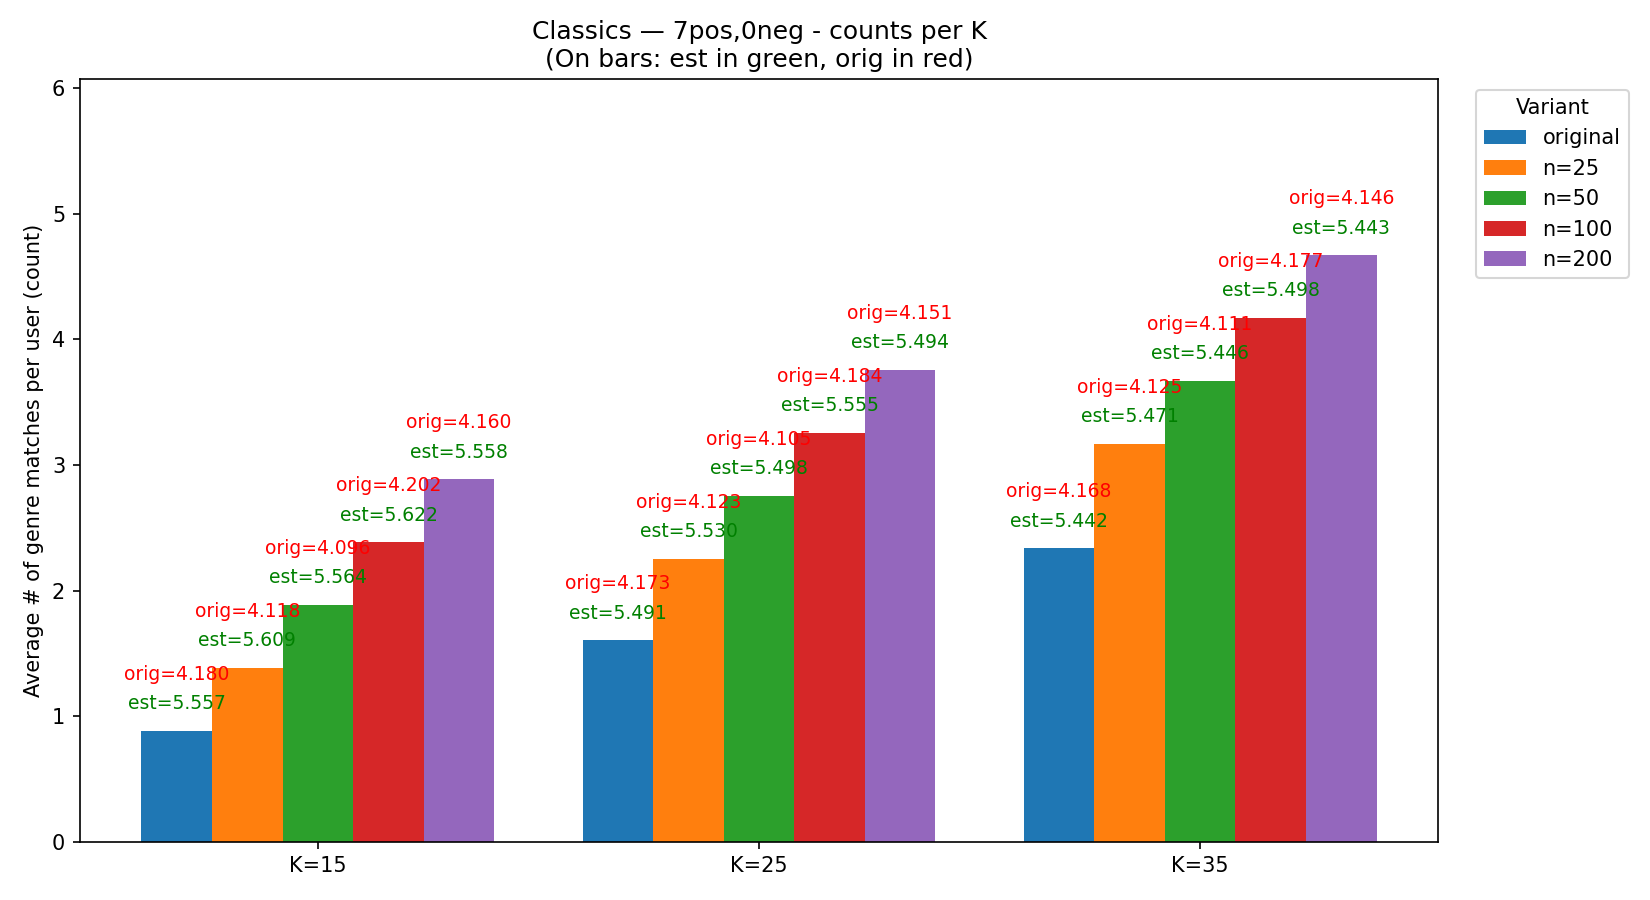 Classics — 7pos,0neg - counts per K
(On bars: est in green, orig in red)
Average # of genre matches per user (count)
6
5
4
3
2
1
0
orig=4.180
est=5.557
orig=4.118
est=5.609
orig=4.096
est=5.564
orig=4.202
est=5.622
orig=4.160
est=5.558
orig=4.173
est=5.491
orig=4.123
est=5.530
orig=4.105
est=5.498
orig=4.184
est=5.555
orig=4.151
est=5.494
orig=4.168
est=5.442
orig=4.125
est=5.471
orig=4.111
est=5.446
orig=4.177
est=5.498
orig=4.146
est=5.443
K=15
K=25
K=35
Variant
original
n=25
n=50
n=100
n=200